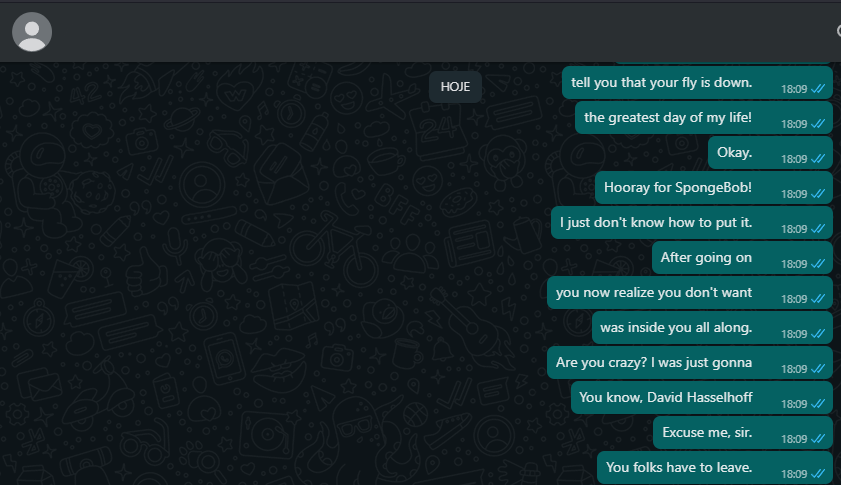 HOJE
tell you that your fly is down.
18:09
the greatest day of my life!
18:09
Okay.
18:09
Hooray for SpongeBob!
18:09
I just don't know how to put it.
18:09
After going on
18:09
you now realize you don't want
18:09
was inside you all along.
18:09
Are you crazy? I was just gonna
18:09
You know, David Hasselhoff
18:09
Excuse me, sir.
18:09
You folks have to leave.
18:09